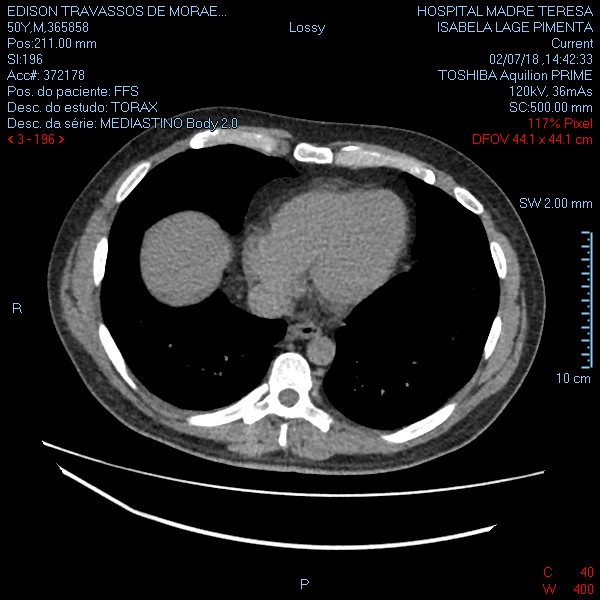 EDISON TRAVASSOS DE MORAE...
50Y,M,365858
Pos:211.00 mm
SI:196
Acc#: 372178
Pos. do paciente: FFS
Desc. do estudo: TORAX
Desc. da série: MEDIASTINO Body 2.0
< 3 - 196 >
Lossy
HOSPITAL MADRE TERESA
ISABELA LAGE PIMENTA
Current
02/07/18 ,14:42:33
TOSHIBA Aquilion PRIME
120kV, 36mAs
SC:500.00 mm
117% Pixel
DFOV 44.1 x 44.1 cm
SW 2.00 mm
R
10 cm
P
C 40
W 400